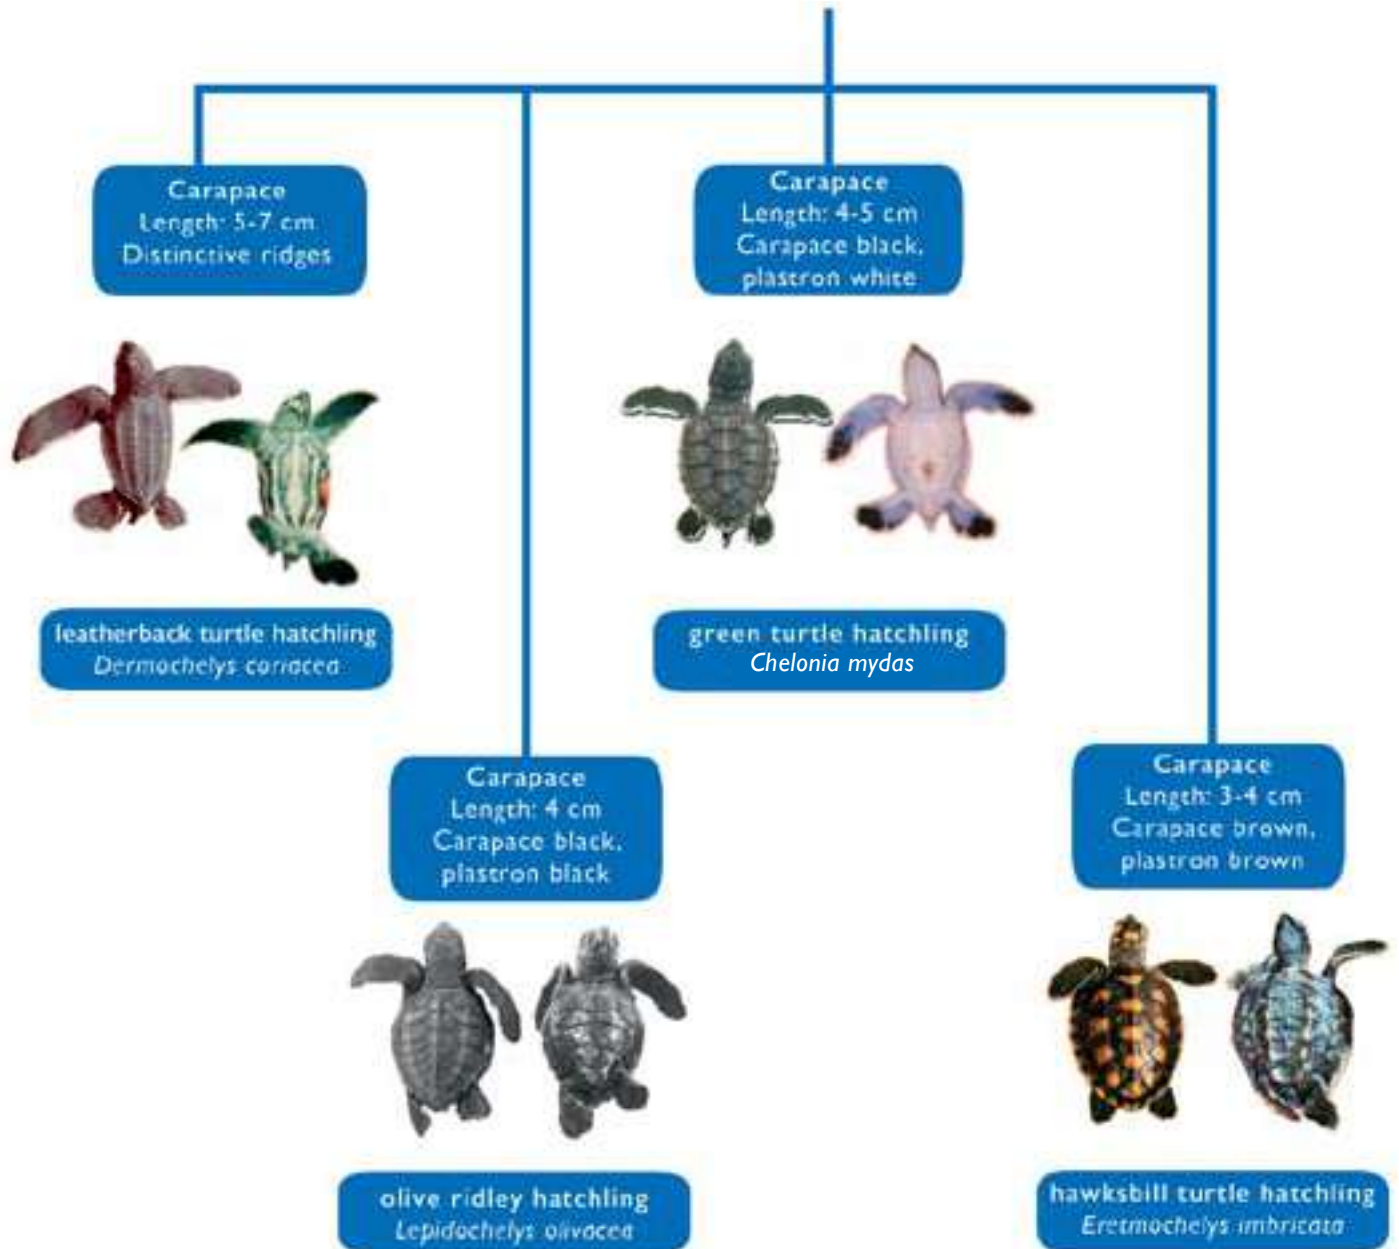 Carapace
Length: 5-7 cm
Distinctive ridges
Carapace
Length: 4-5 cm
Carapace black,
plastron white
leatherback turtle hatchling
Dermochelys coriacea
green turtle hatchling
Chelonia mydas
Carapace
Length: 4 cm
Carapace black,
plastron black
Carapace
Length: 3-4 cm
Carapace brown,
plastron brown
olive ridley hatchling
Lepidochelys olivacea
hawksbill turtle hatchling
Eretmochelys imbricata